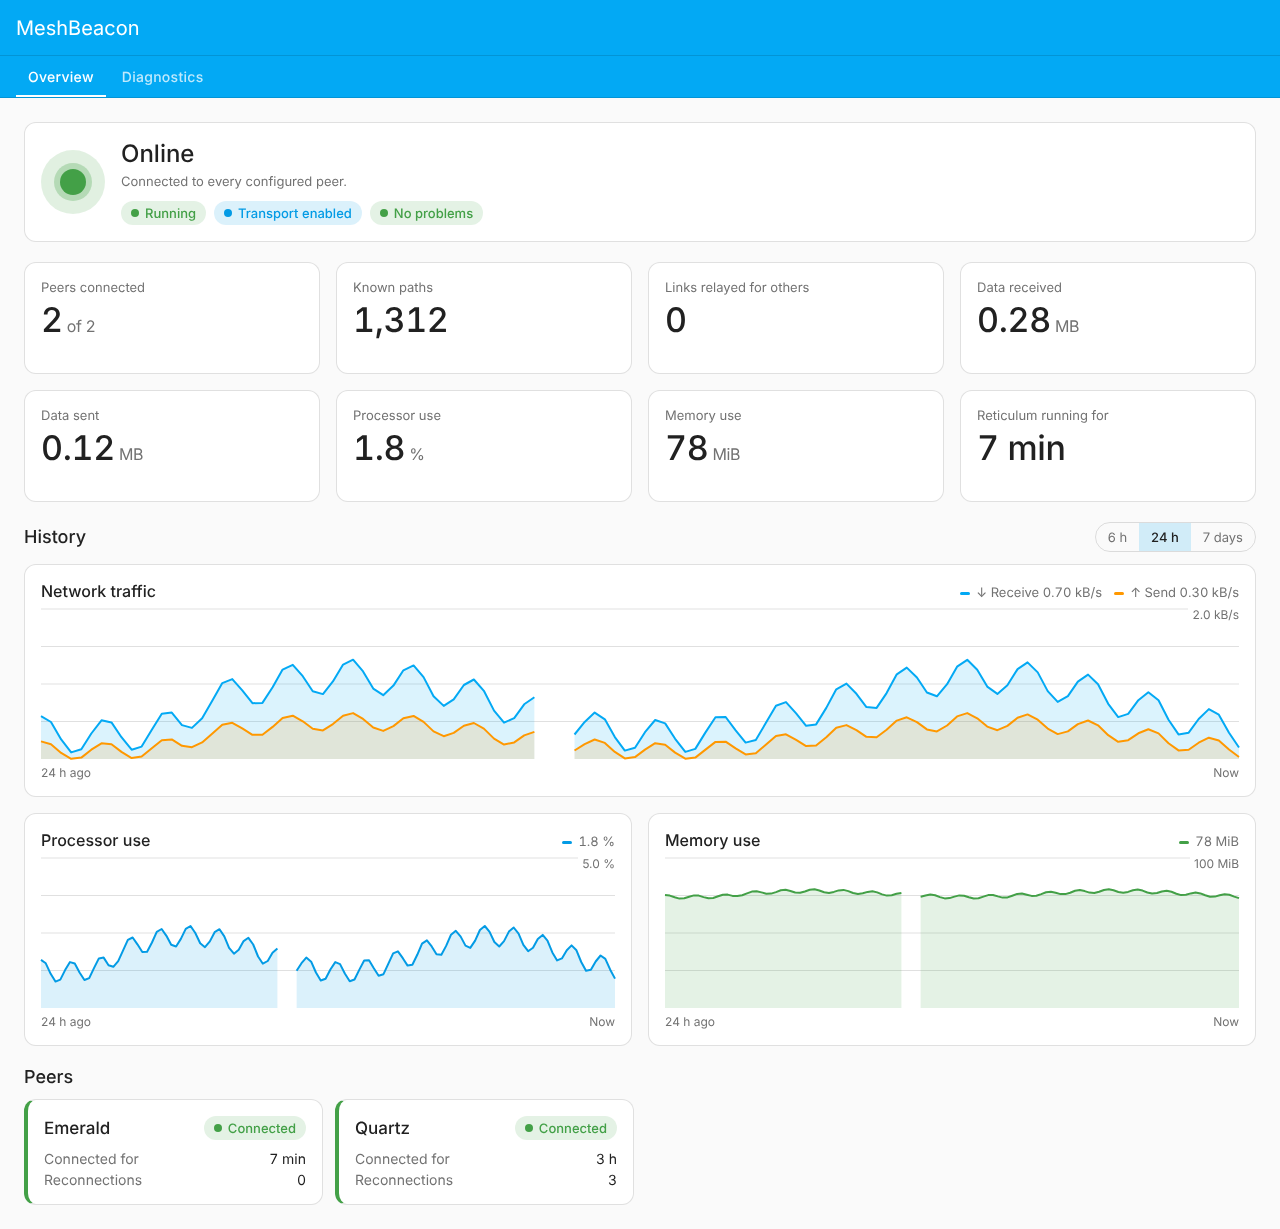 MeshBeacon
Overview Diagnostics
Online
Connected to every configured peer.
Running Transport enabled No problems
Peers connected
2 of 2
Known paths
1,312
Links relayed for others
0
Data received
0.28 MB
Data sent
0.12 MB
Processor use
1.8 %
Memory use
78 MiB
Reticulum running for
7 min
History
6 h 24 h 7 days
Network traffic
↓ Receive 0.70 kB/s ↑ Send 0.30 kB/s
2.0 kB/s
24 h ago Now
Processor use
1.8 %
5.0 %
24 h ago Now
Memory use
78 MiB
100 MiB
24 h ago Now
Peers
Emerald Connected
Connected for 7 min
Reconnections 0
Quartz Connected
Connected for 3 h
Reconnections 3